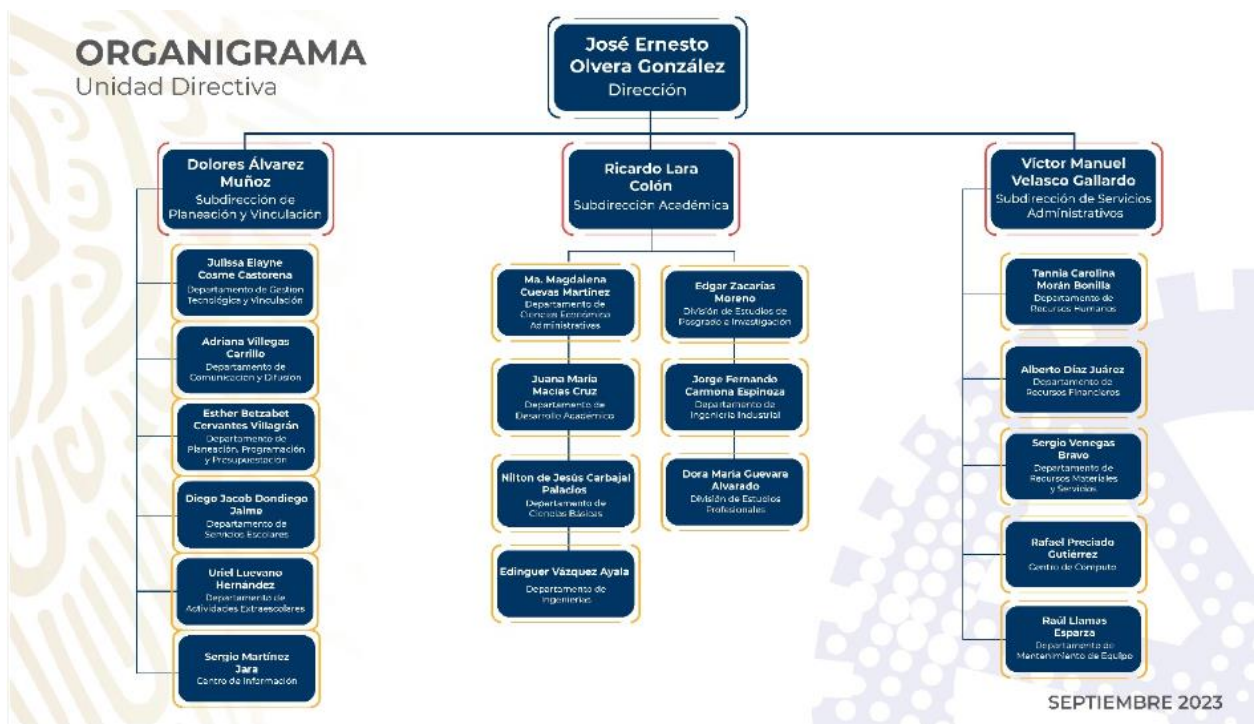 ORGANIGRAMA
Unidad Directiva
José Ernesto
Olvera González
Dirección
Dolores Álvarez
Muñoz
Subdirección de
Planeación y Vinculación
Julissa Elayne
Cosme Castorena
Departamento de Gestion
Tecnológica y Vinculación
Adriana Villegas
Carrillo
Departamento de
Comunicación y Difusión
Esther Betzabet
Cervantes Villagrán
Departamento de
Planeación, Programación
y Presupuestación
Diego Jacob Dondiego
Jaime
Departamento de
Servicios Escolares
Uriel Luevano
Hernández
Departamento de
Actividades Extraescolares
Sergio Martínez
Jara
Centro de Información
Ricardo Lara
Colón
Subdirección Académica
Ma. Magdalena
Cuevas Martínez
Departamento de
Ciencias Económico
Administrativas
Juana María
Macías Cruz
Departamento de
Desarrollo Académico
Nilton de Jesús Carbajal
Palacios
Departamento de
Ciencias Básicas
Edinguer Vázquez Ayala
Departamento de
Ingenierías
Edgar Zacarías
Moreno
División de Estudios de
Posgrado e Investigación
Jorge Fernando
Carmona Espinoza
Departamento de
Ingeniería Industrial
Dora María Guevara
Alvarado
División de Estudios
Profesionales
Víctor Manuel
Velasco Gallardo
Subdirección de Servicios
Administrativos
Tannia Carolina
Morán Bonilla
Departamento de
Recursos Humanos
Alberto Díaz Juárez
Departamento de
Recursos Financieros
Sergio Venegas
Bravo
Departamento de
Recursos Materiales
y Servicios
Rafael Preciado
Gutiérrez
Centro de Cómputo
Raúl Llamas
Esparza
Departamento de
Mantenimiento de Equipo
SEPTIEMBRE 2023